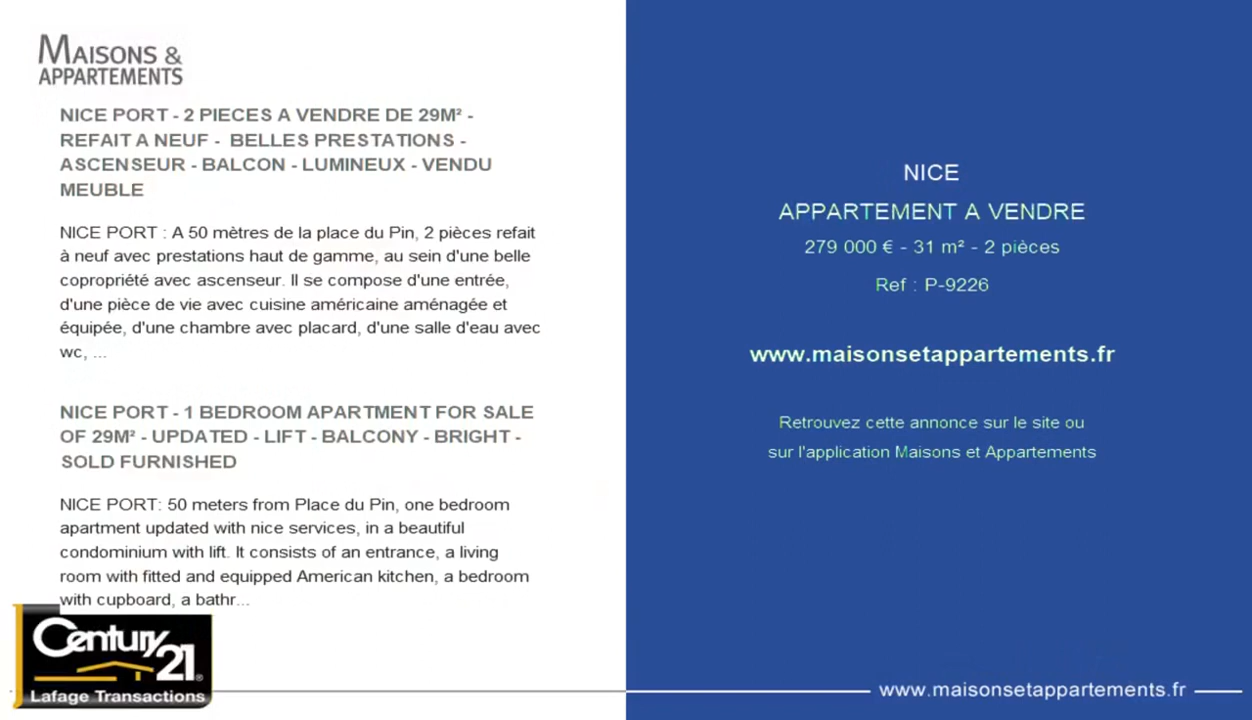 MAISONS &
APPARTEMENTS
NICE PORT - 2 PIECES A VENDRE DE 29M² -
REFAIT A NEUF - BELLES PRESTATIONS -
ASCENSEUR - BALCON - LUMINEUX - VENDU
MEUBLE
NICE PORT : A 50 mètres de la place du Pin, 2 pièces refait
à neuf avec prestations haut de gamme, au sein d'une belle
copropriété avec ascenseur. Il se compose d'une entrée,
d'une pièce de vie avec cuisine américaine aménagée et
équipée, d'une chambre avec placard, d'une salle d'eau avec
wc, ...
NICE PORT - 1 BEDROOM APARTMENT FOR SALE
OF 29M² - UPDATED - LIFT - BALCONY - BRIGHT -
SOLD FURNISHED
NICE PORT: 50 meters from Place du Pin, one bedroom
apartment updated with nice services, in a beautiful
condominium with lift. It consists of an entrance, a living
room with fitted and equipped American kitchen, a bedroom
with cupboard, a bathr...
Century 21®
Lafage Transactions
NICE
APPARTEMENT A VENDRE
279 000 € - 31 m² - 2 pièces
Ref : P-9226
www.maisonsetappartements.fr
Retrouvez cette annonce sur le site ou
sur l'application Maisons et Appartements
www.maisonsetappartements.fr